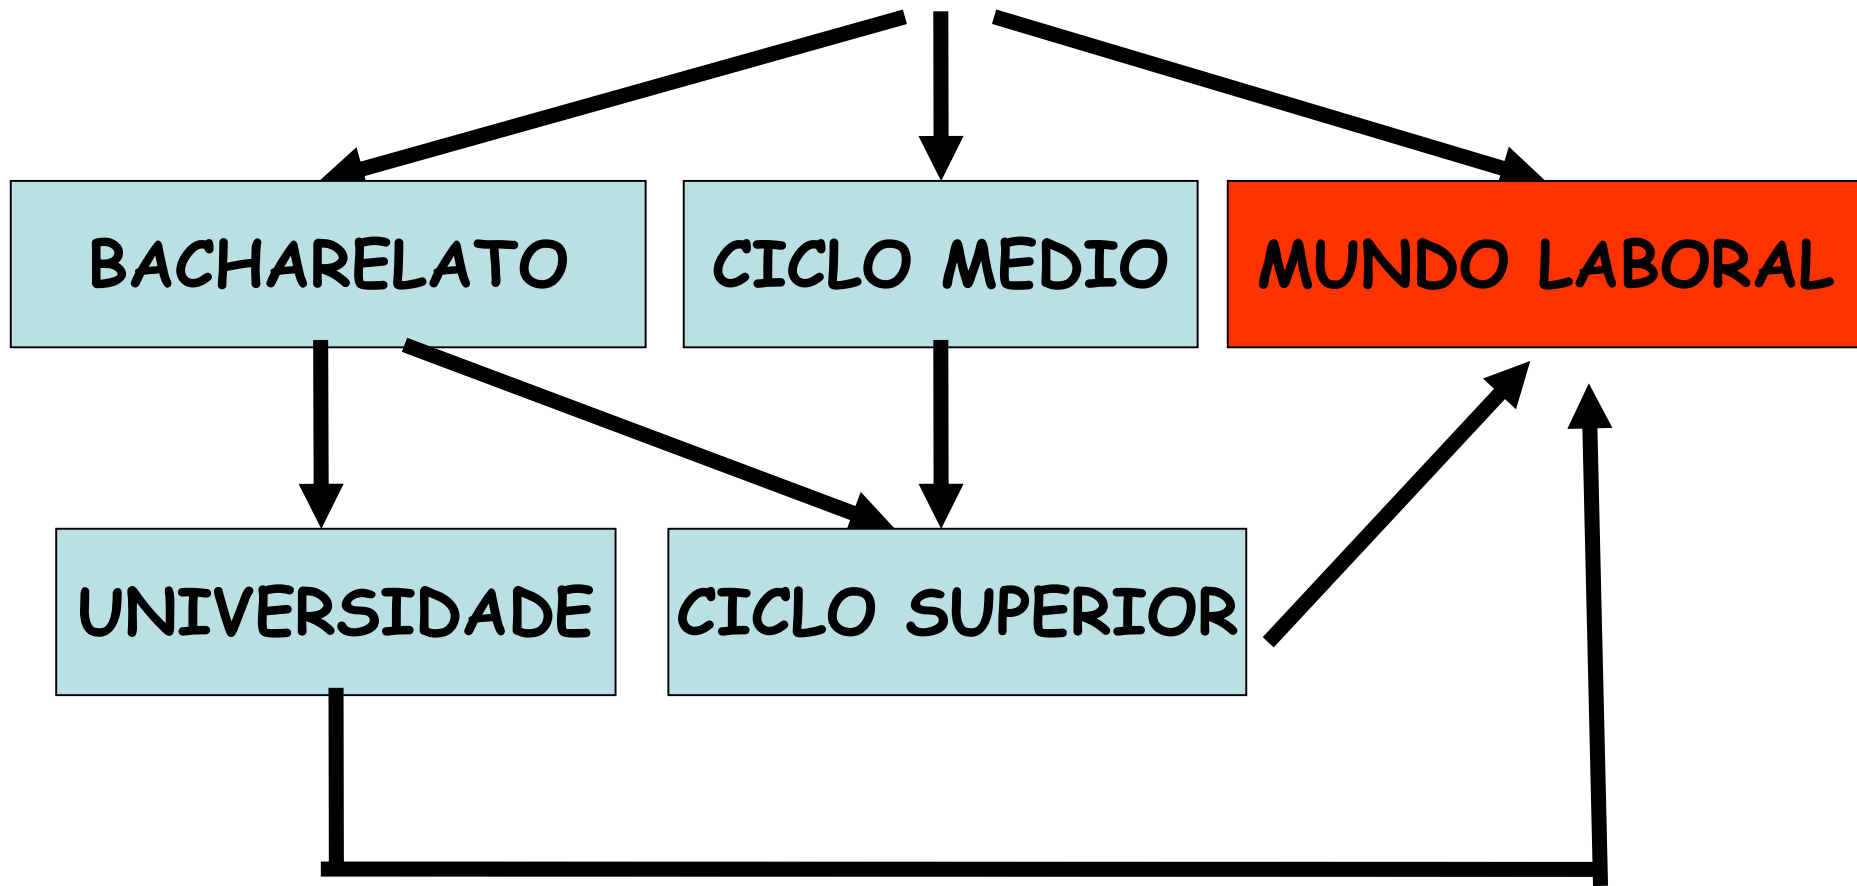 BACHARELATO
CICLO MEDIO
MUNDO LABORAL
UNIVERSIDADE
CICLO SUPERIOR